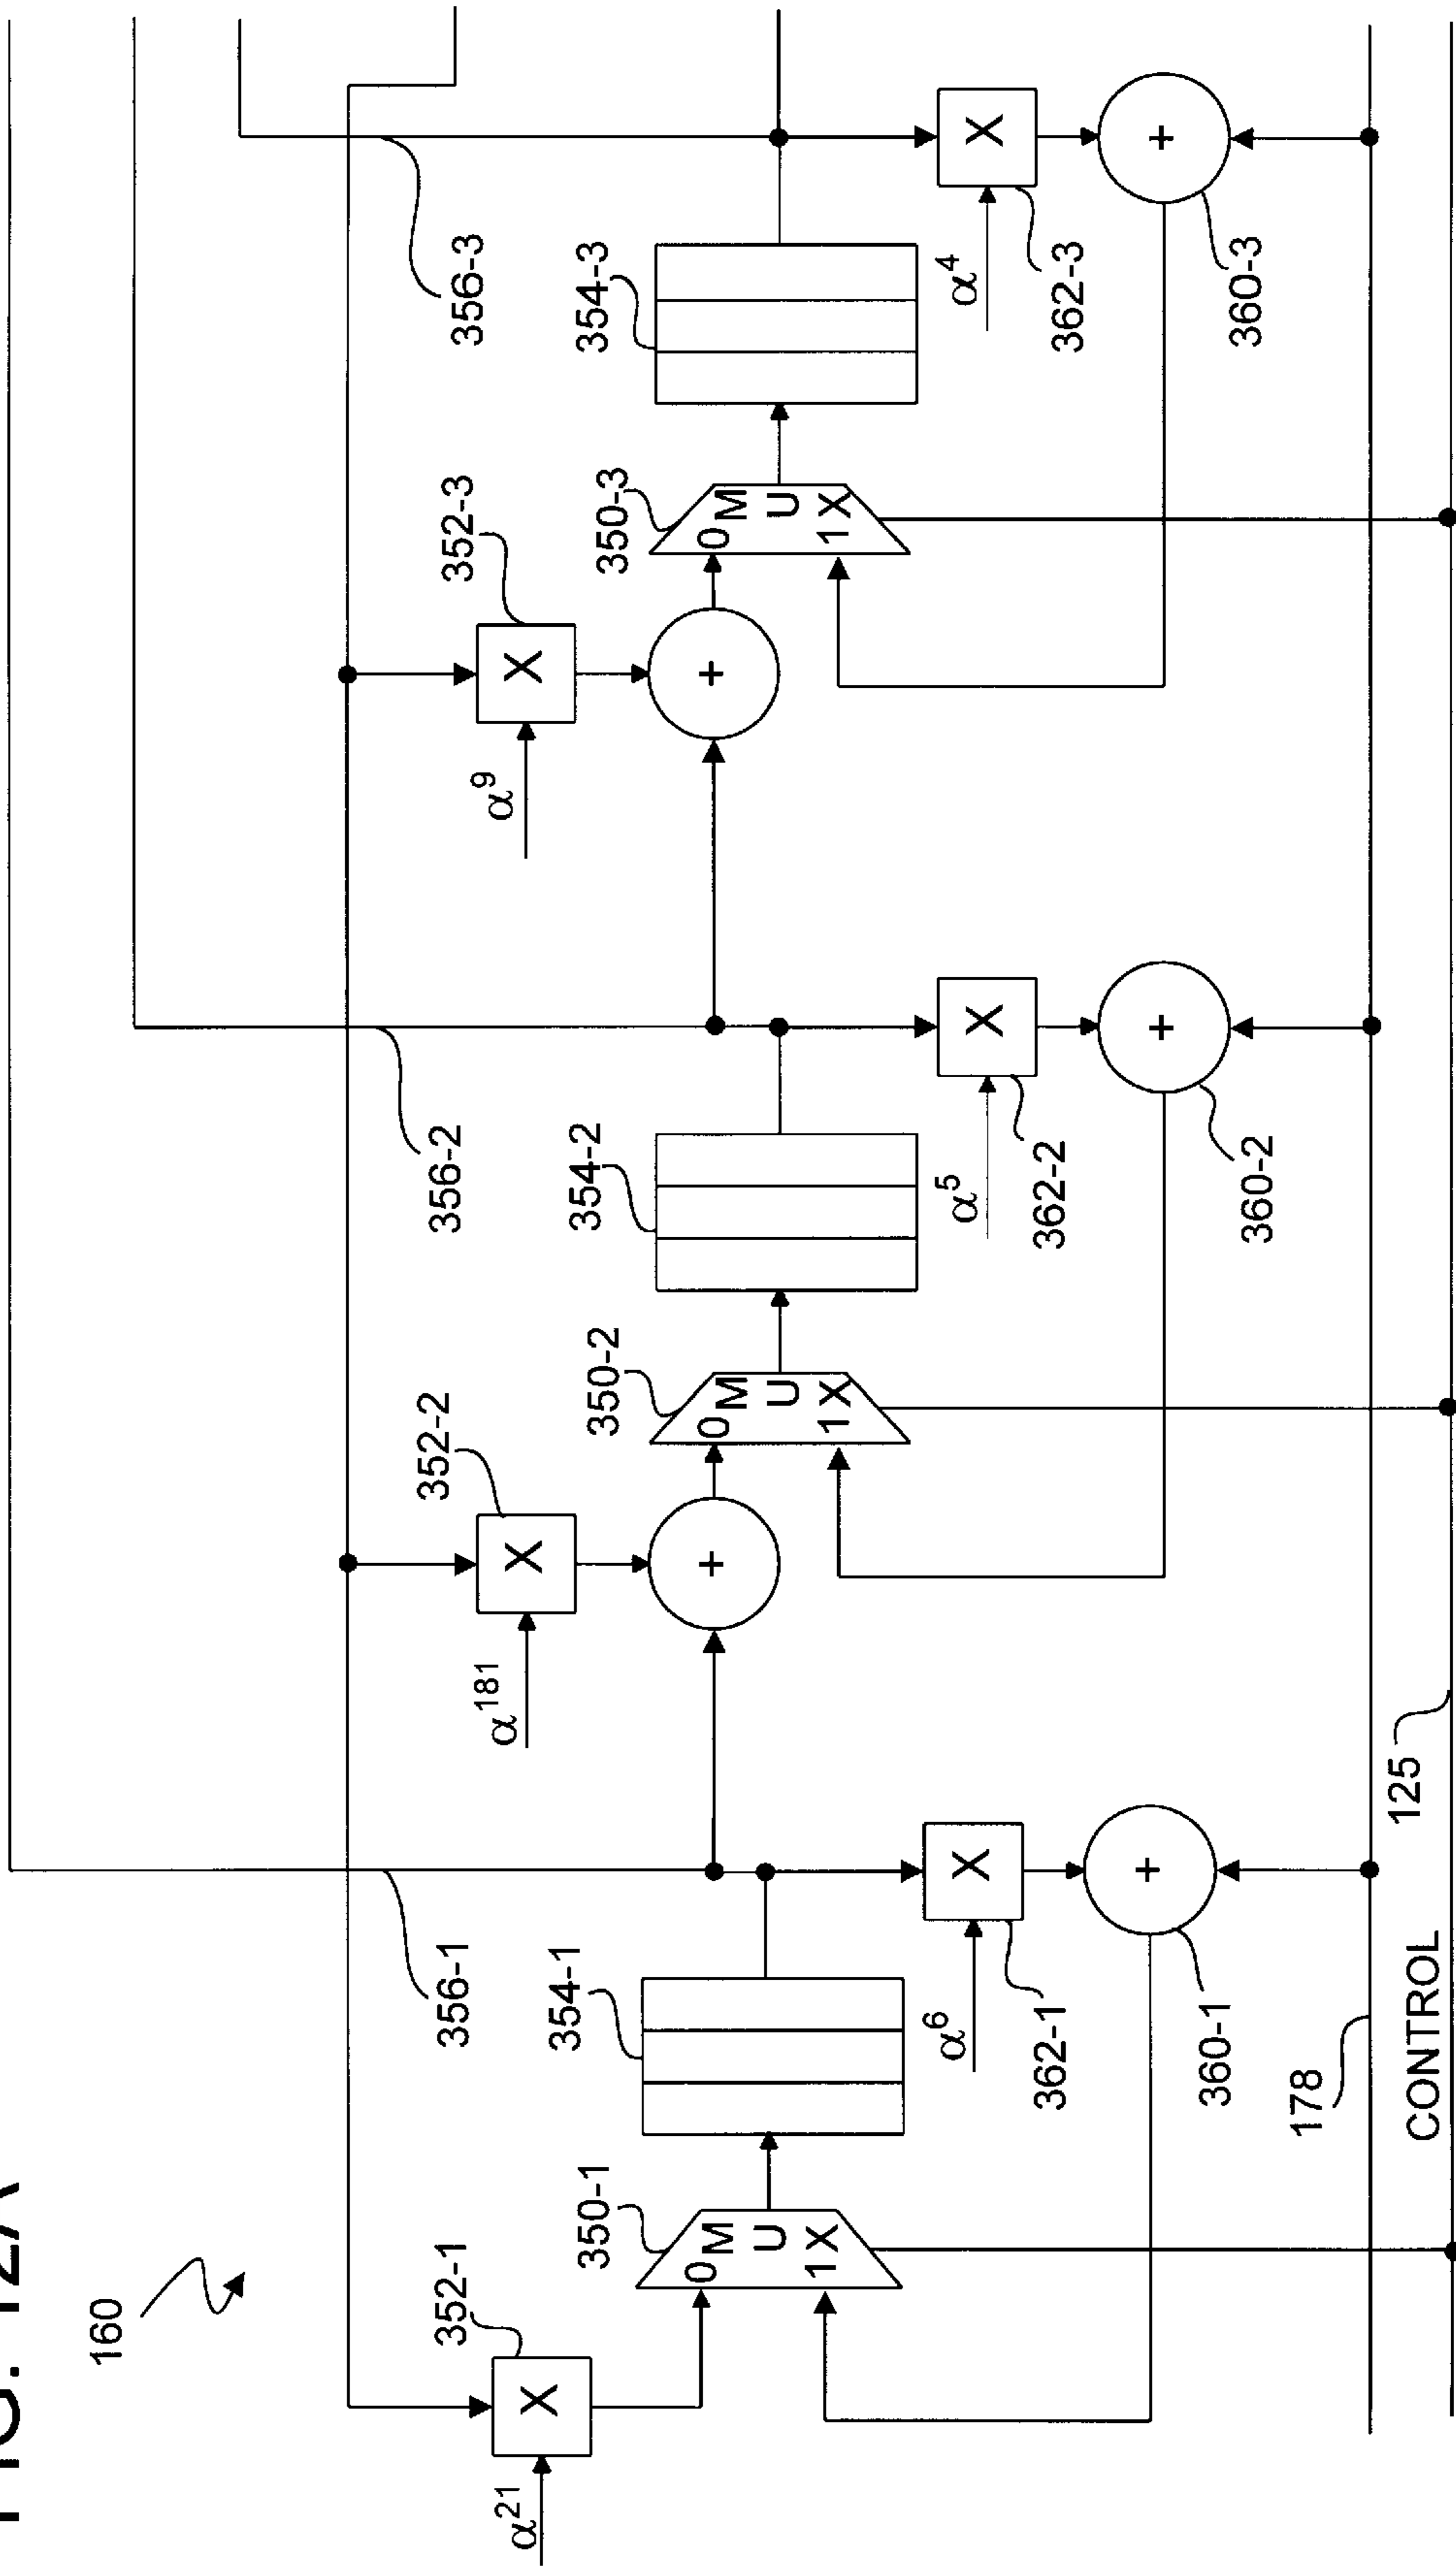 FIG. 12A
160
356-1
356-2
356-3
352-1
352-2
352-3
α²¹
α¹⁸¹
α⁹
350-1
350-2
350-3
0 M U 1 X
0 M U 1 X
0 M U 1 X
354-1
354-2
354-3
X
X
X
+
+
α⁶
α⁵
α⁴
X
X
X
362-1
362-2
362-3
+
+
+
360-1
360-2
360-3
178
CONTROL
125